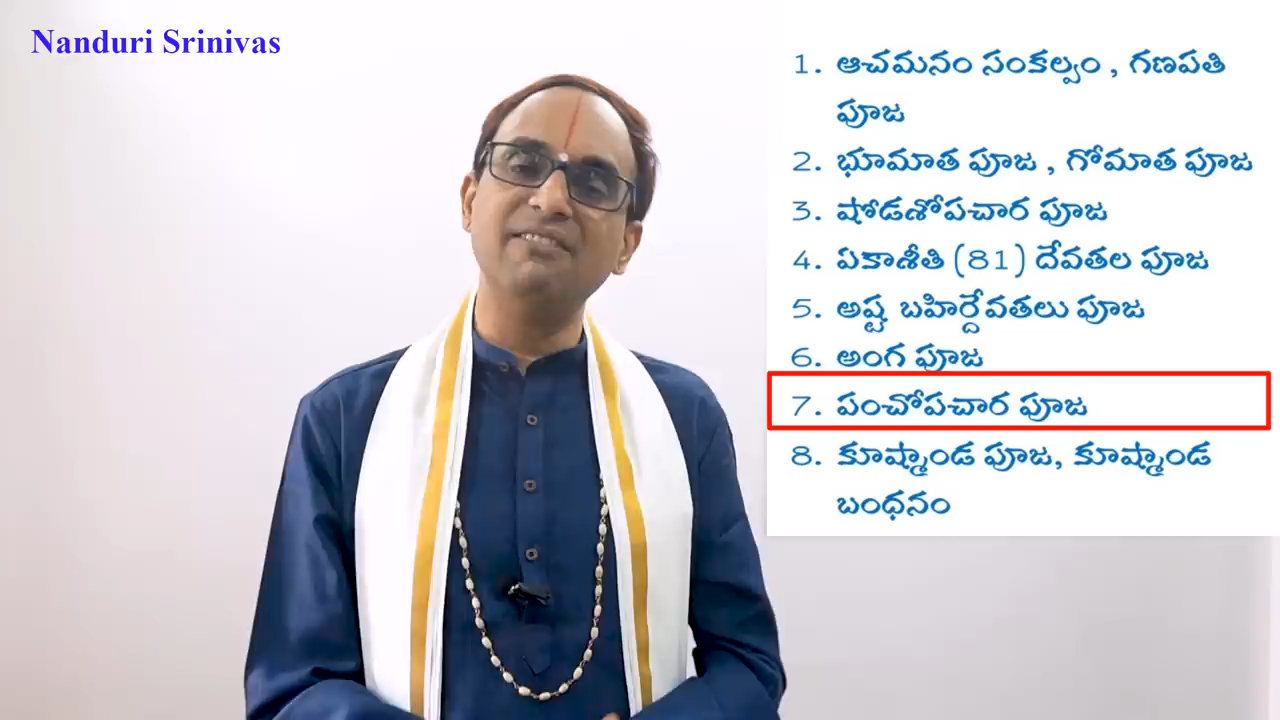 Nanduri Srinivas
1. ఆచమనం సంకల్పం , గణపతి
పూజ
2. భూమాత పూజ , గోమాత పూజ
3. షోడశోపచార పూజ
4. ఏకాశీతి (81) దేవతల పూజ
5. అష్ట బహిర్దేవతలు పూజ
6. అంగ పూజ
7. పంచోపచార పూజ
8. కూష్మాండ పూజ, కూష్మాండ
బంధనం